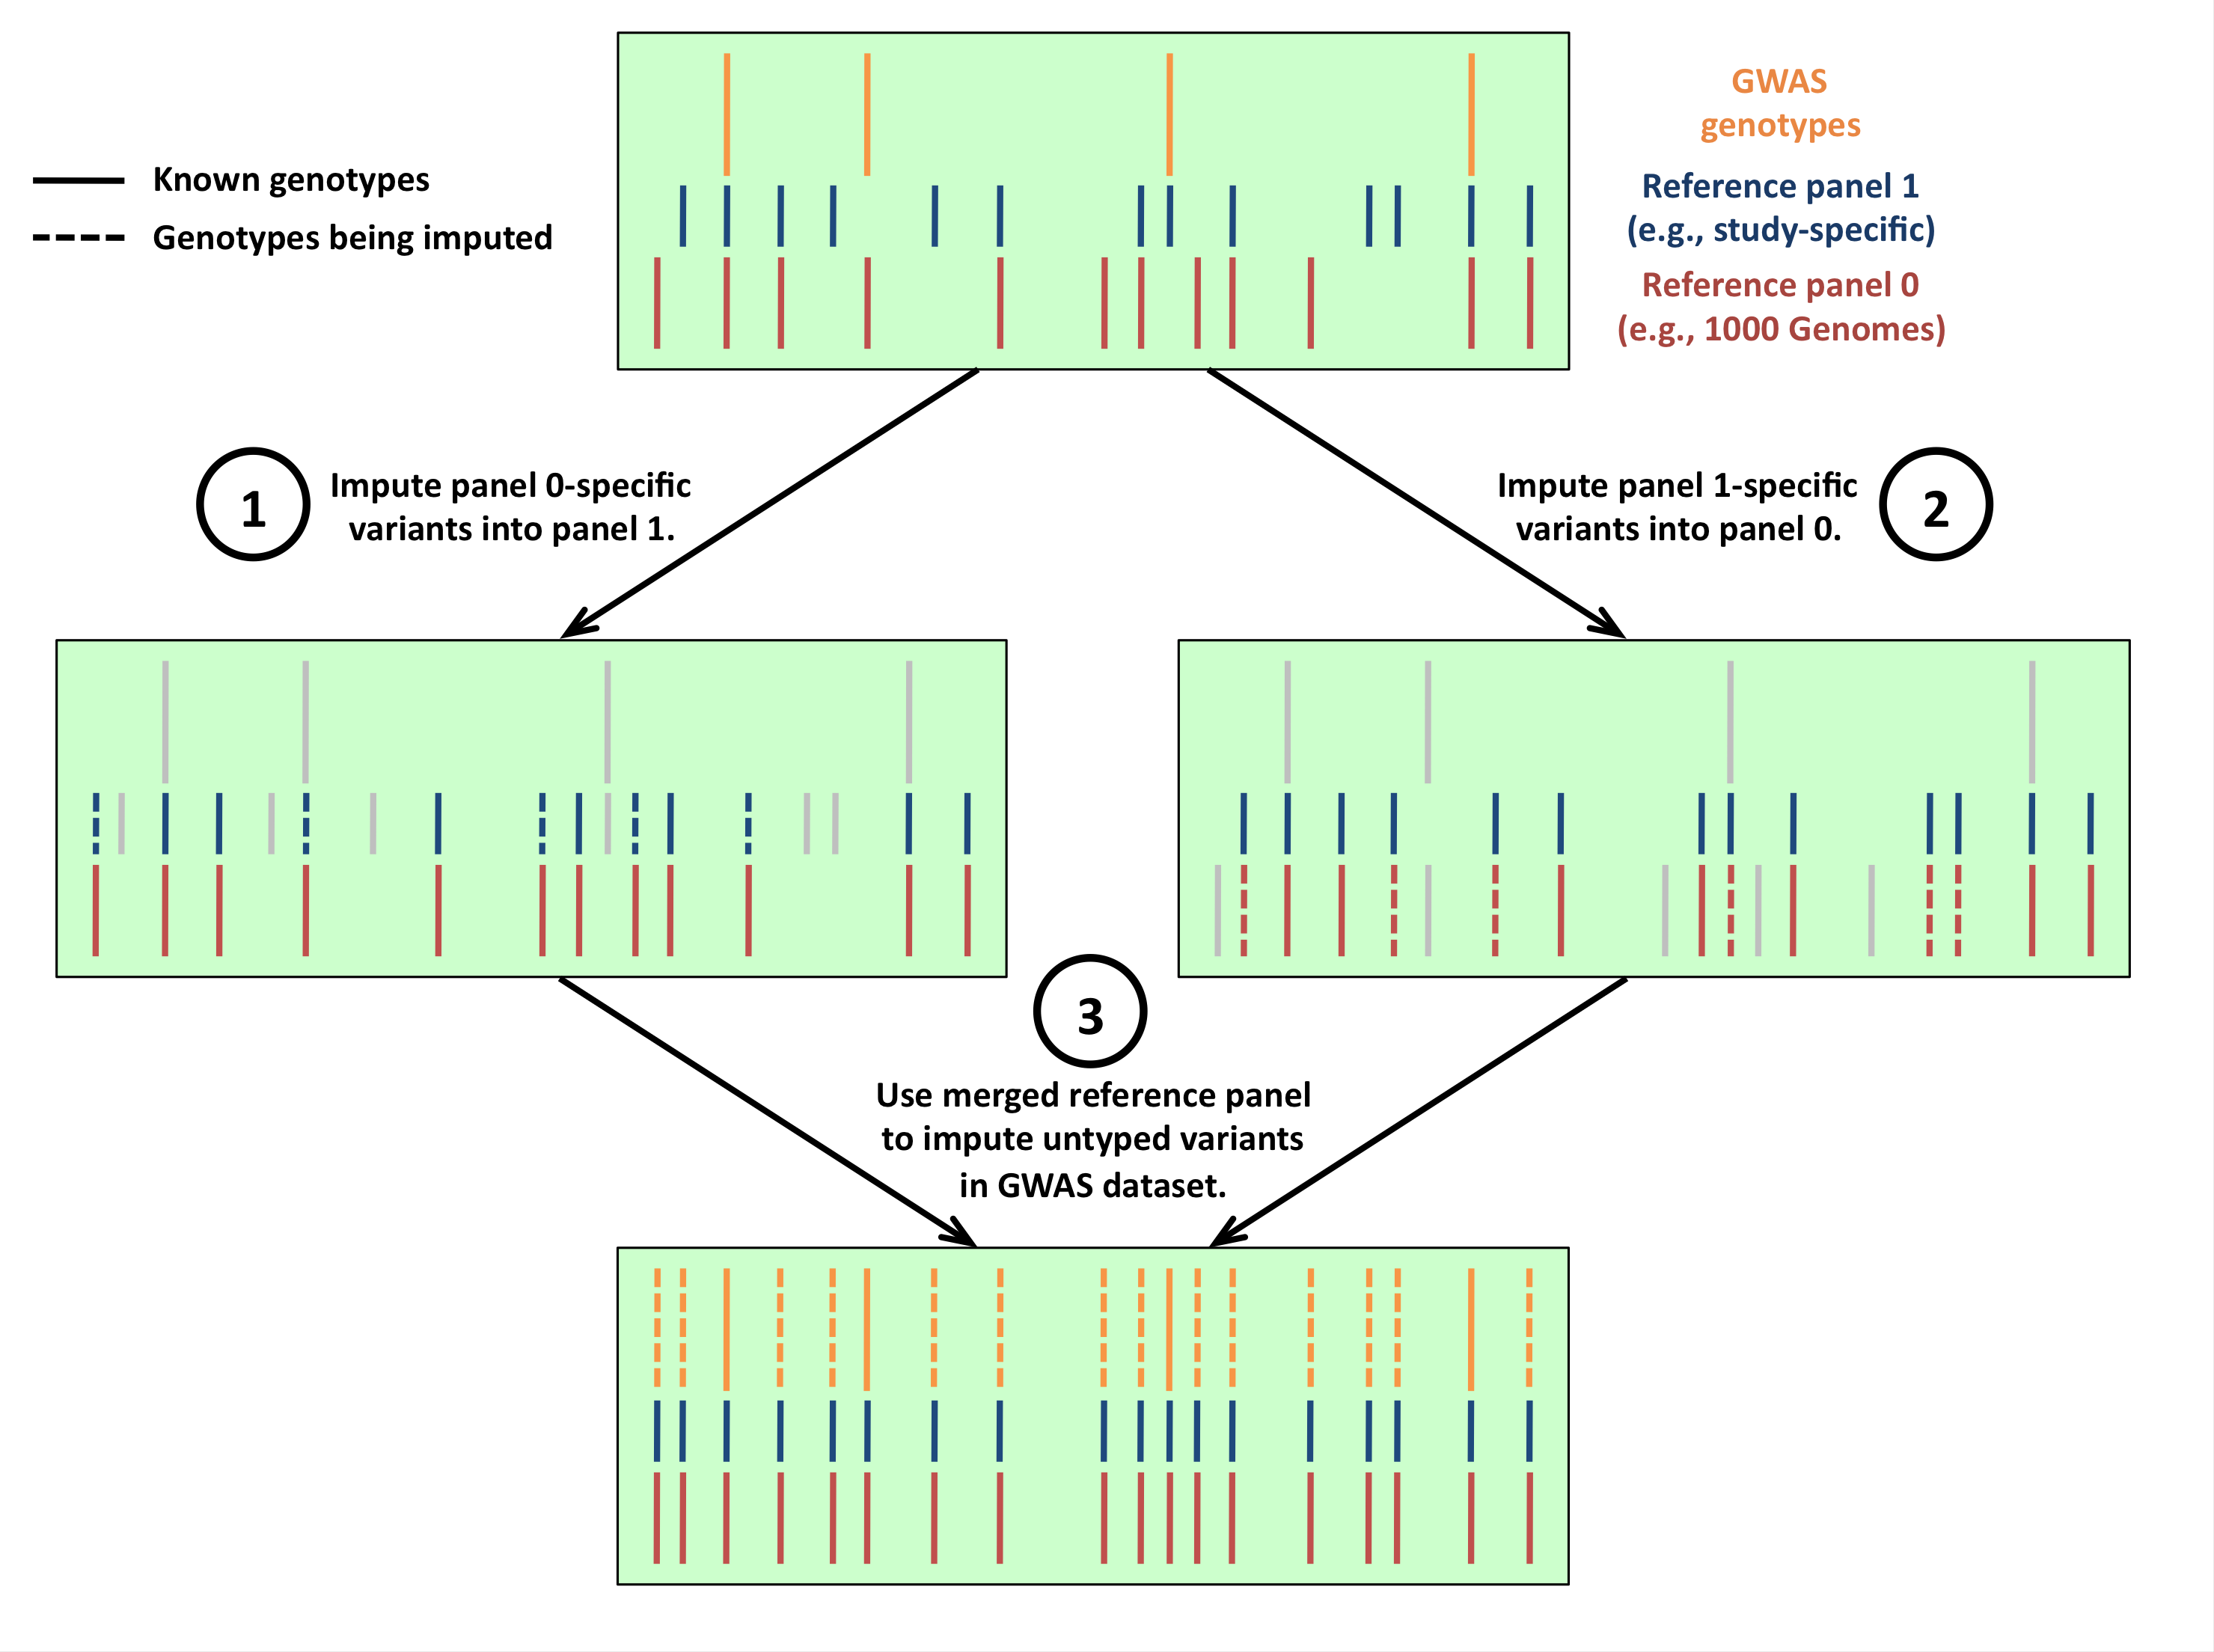 GWAS
genotypes
Known genotypes
Genotypes being imputed
Reference panel 1
(e.g., study-specific)
Reference panel 0
(e.g., 1000 Genomes)
1
Impute panel 0-specific
variants into panel 1.
Impute panel 1-specific
variants into panel 0.
2
3
Use merged reference panel
to impute untyped variants
in GWAS dataset.